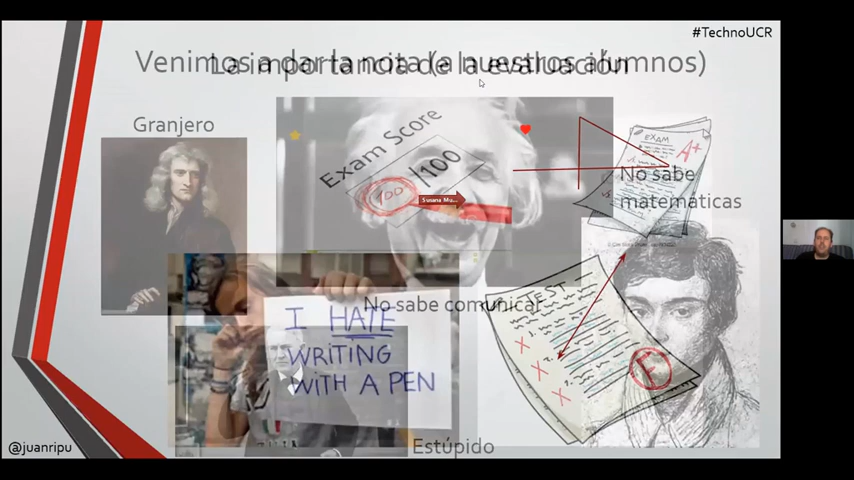 #TechnoUCR
Venimos a dar la nota (a nuestros alumnos)
La importancia de la evaluación
Granjero
Exam Score
100 /100
EXAM
A+
Susana Mu...
No sabe
matemáticas
No sabe comunicar
TEST
I HATE
WRITING
WITH A PEN
F
Estúpido
@juanripu